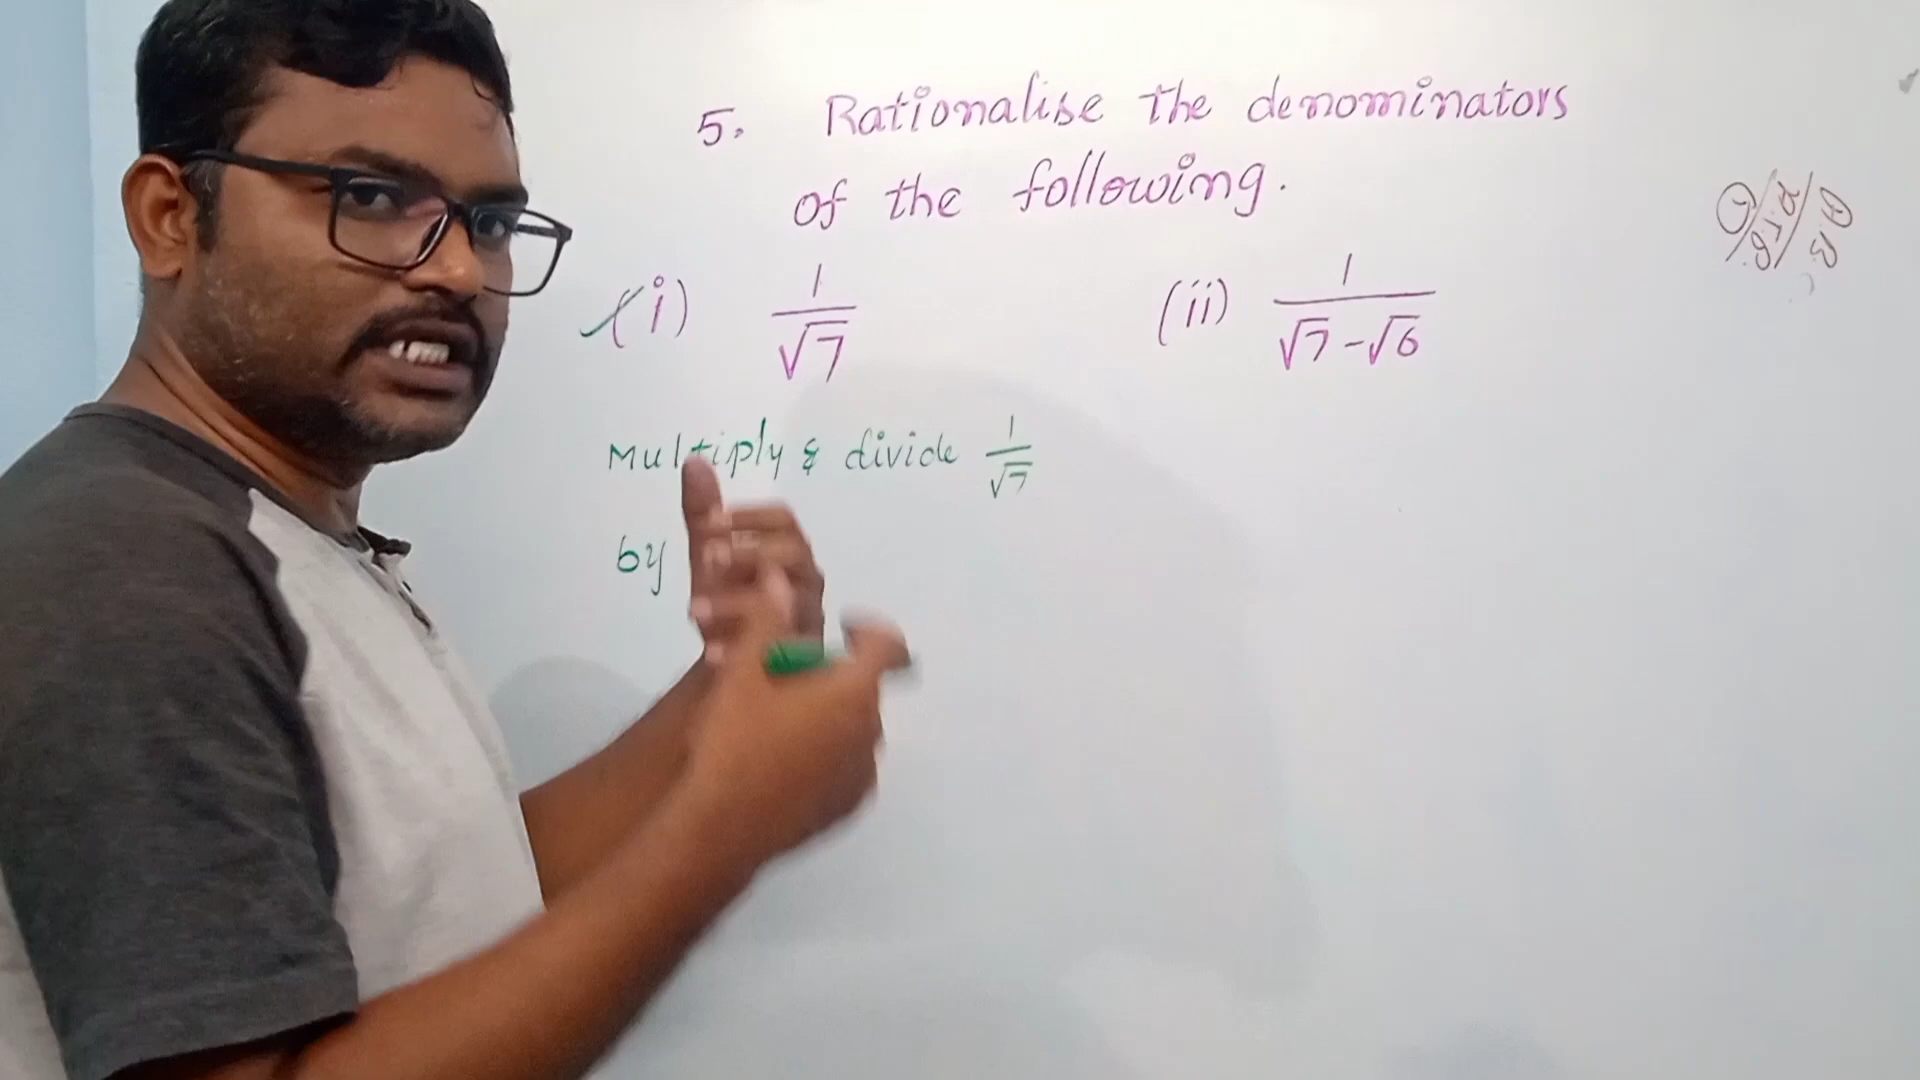 5. Rationalise the denominators
of the following.
(i) 1/√7 (ii) 1/(√7-√6)
Multiply & divide 1/√7
by